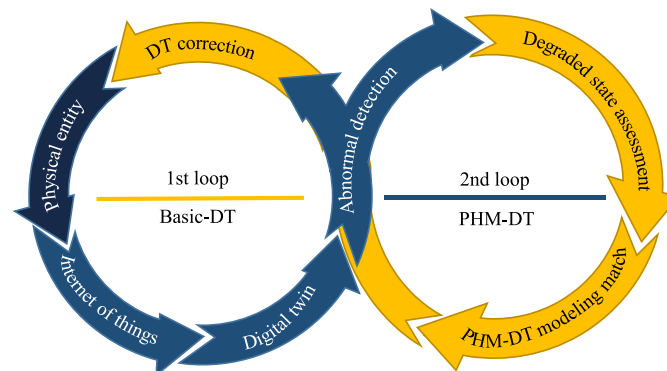 DT correction
Physical entity
Internet of things
Digital twin
Abnormal detection
Degraded state assessment
PHM-DT modeling match
1st loop
Basic-DT
2nd loop
PHM-DT